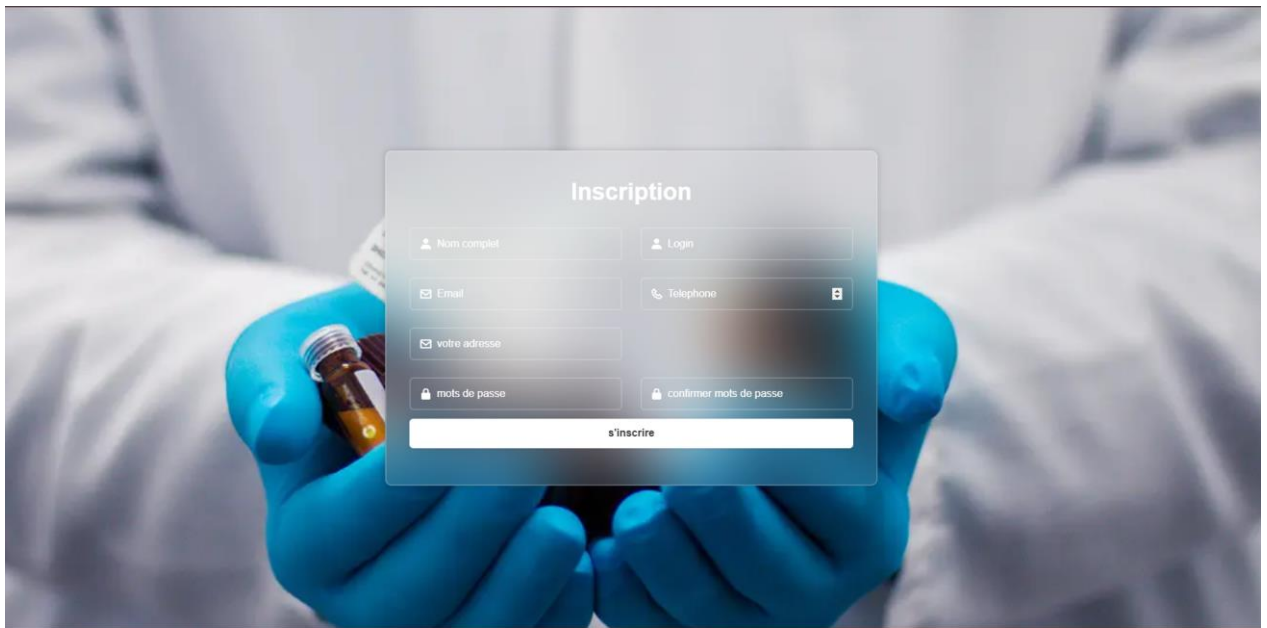 Inscription
Nom complet
Login
Email
Telephone
votre adresse
mots de passe
confirmer mots de passe
s'inscrire